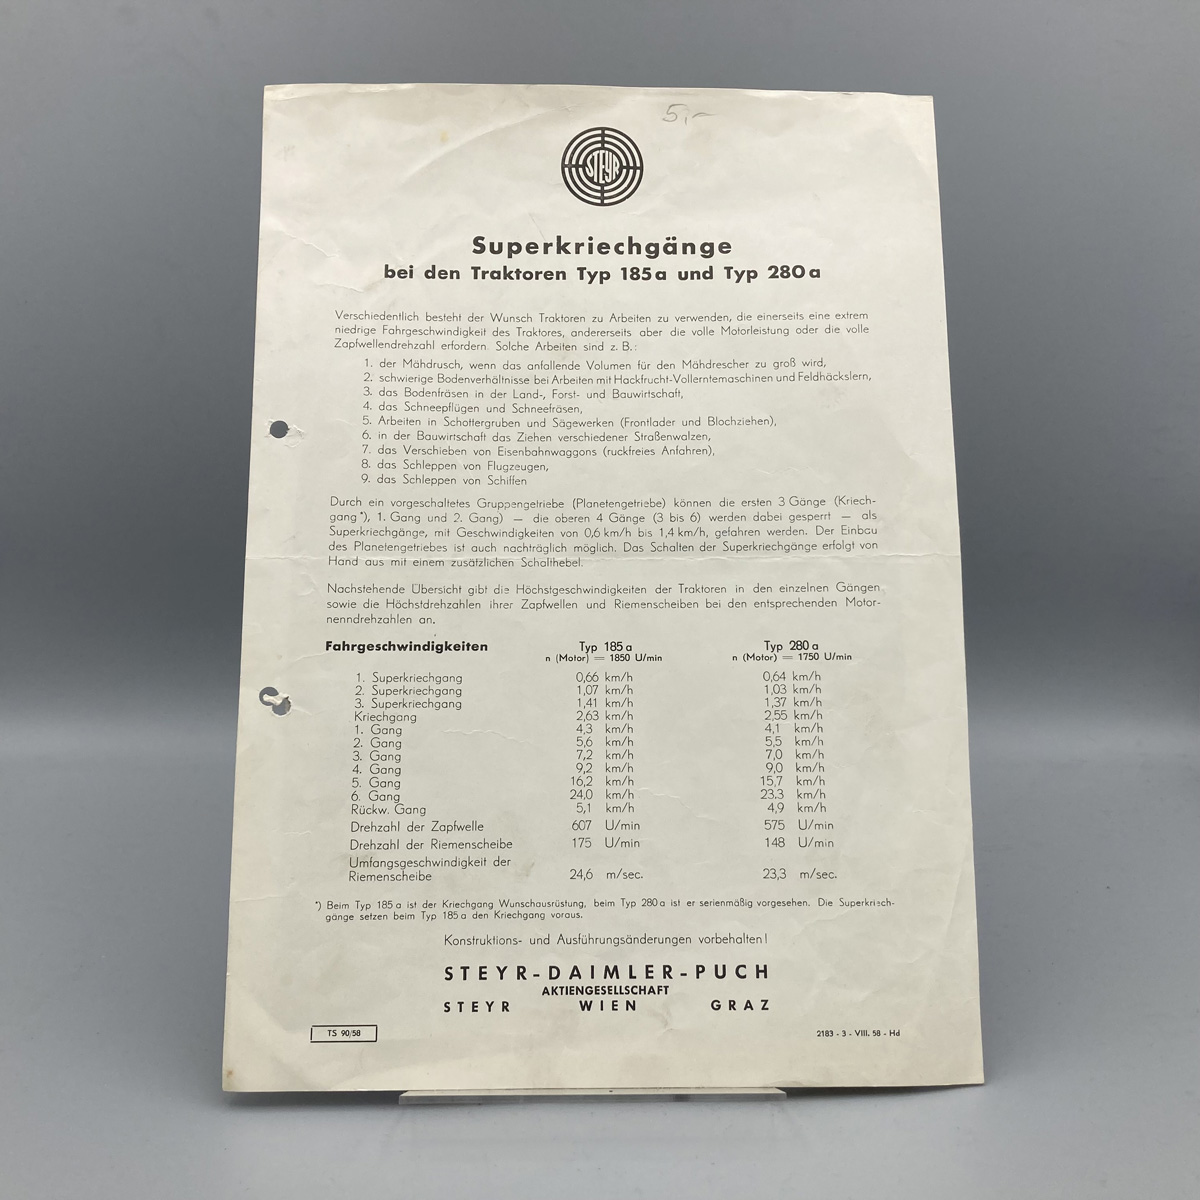 5,-
STEYR
Superkriechgänge
bei den Traktoren Typ 185a und Typ 280a
Verschiedentlich besteht der Wunsch Traktoren zu Arbeiten zu verwenden, die einerseits eine extrem
niedrige Fahrgeschwindigkeit des Traktores, andererseits aber die volle Motorleistung oder die volle
Zapfwellendrehzahl erfordern. Solche Arbeiten sind z. B.:
1. der Mähdrusch, wenn das anfallende Volumen für den Mähdrescher zu groß wird,
2. schwierige Bodenverhältnisse bei Arbeiten mit Hackfrucht-Vollerntemaschinen und Feldhäckslern,
3. das Bodenfräsen in der Land-, Forst- und Bauwirtschaft,
4. das Schneepflügen und Schneefräsen,
5. Arbeiten in Schottergruben und Sägewerken (Frontlader und Blochziehen),
6. in der Bauwirtschaft das Ziehen verschiedener Straßenwalzen,
7. das Verschieben von Eisenbahnwaggons (ruckfreies Anfahren),
8. das Schleppen von Flugzeugen,
9. das Schleppen von Schiffen
Durch ein vorgeschaltetes Gruppengetriebe (Planetengetriebe) können die ersten 3 Gänge (Kriech-
gang*), 1. Gang und 2. Gang) — die oberen 4 Gänge (3 bis 6) werden dabei gesperrt — als
Superkriechgänge, mit Geschwindigkeiten von 0,6 km/h bis 1,4 km/h, gefahren werden. Der Einbau
des Planetengetriebes ist auch nachträglich möglich. Das Schalten der Superkriechgänge erfolgt von
Hand aus mit einem zusätzlichen Schalthebel.
Nachstehende Übersicht gibt die Höchstgeschwindigkeiten der Traktoren in den einzelnen Gängen
sowie die Höchstdrehzahlen ihrer Zapfwellen und Riemenscheiben bei den entsprechenden Motor-
nenndrehzahlen an.
Fahrgeschwindigkeiten Typ 185a Typ 280a
n (Motor) = 1850 U/min n (Motor) = 1750 U/min
1. Superkriechgang 0,66 km/h 0,64 km/h
2. Superkriechgang 1,07 km/h 1,03 km/h
3. Superkriechgang 1,41 km/h 1,37 km/h
Kriechgang 2,63 km/h 2,55 km/h
1. Gang 4,3 km/h 4,1 km/h
2. Gang 5,6 km/h 5,5 km/h
3. Gang 7,2 km/h 7,0 km/h
4. Gang 9,2 km/h 9,0 km/h
5. Gang 16,2 km/h 15,7 km/h
6. Gang 24,0 km/h 23.3 km/h
Rückw. Gang 5,1 km/h 4,9 km/h
Drehzahl der Zapfwelle 607 U/min 575 U/min
Drehzahl der Riemenscheibe 175 U/min 148 U/min
Umfangsgeschwindigkeit der
Riemenscheibe 24,6 m/sec. 23,3 m/sec.
*) Beim Typ 185a ist der Kriechgang Wunschausrüstung, beim Typ 280a ist er serienmäßig vorgesehen. Die Superkriech-
gänge setzen beim Typ 185a den Kriechgang voraus.
Konstruktions- und Ausführungsänderungen vorbehalten!
STEYR-DAIMLER-PUCH
AKTIENGESELLSCHAFT
STEYR WIEN GRAZ
TS 90/58 2183 - 3 - VIII. 58 - Hd